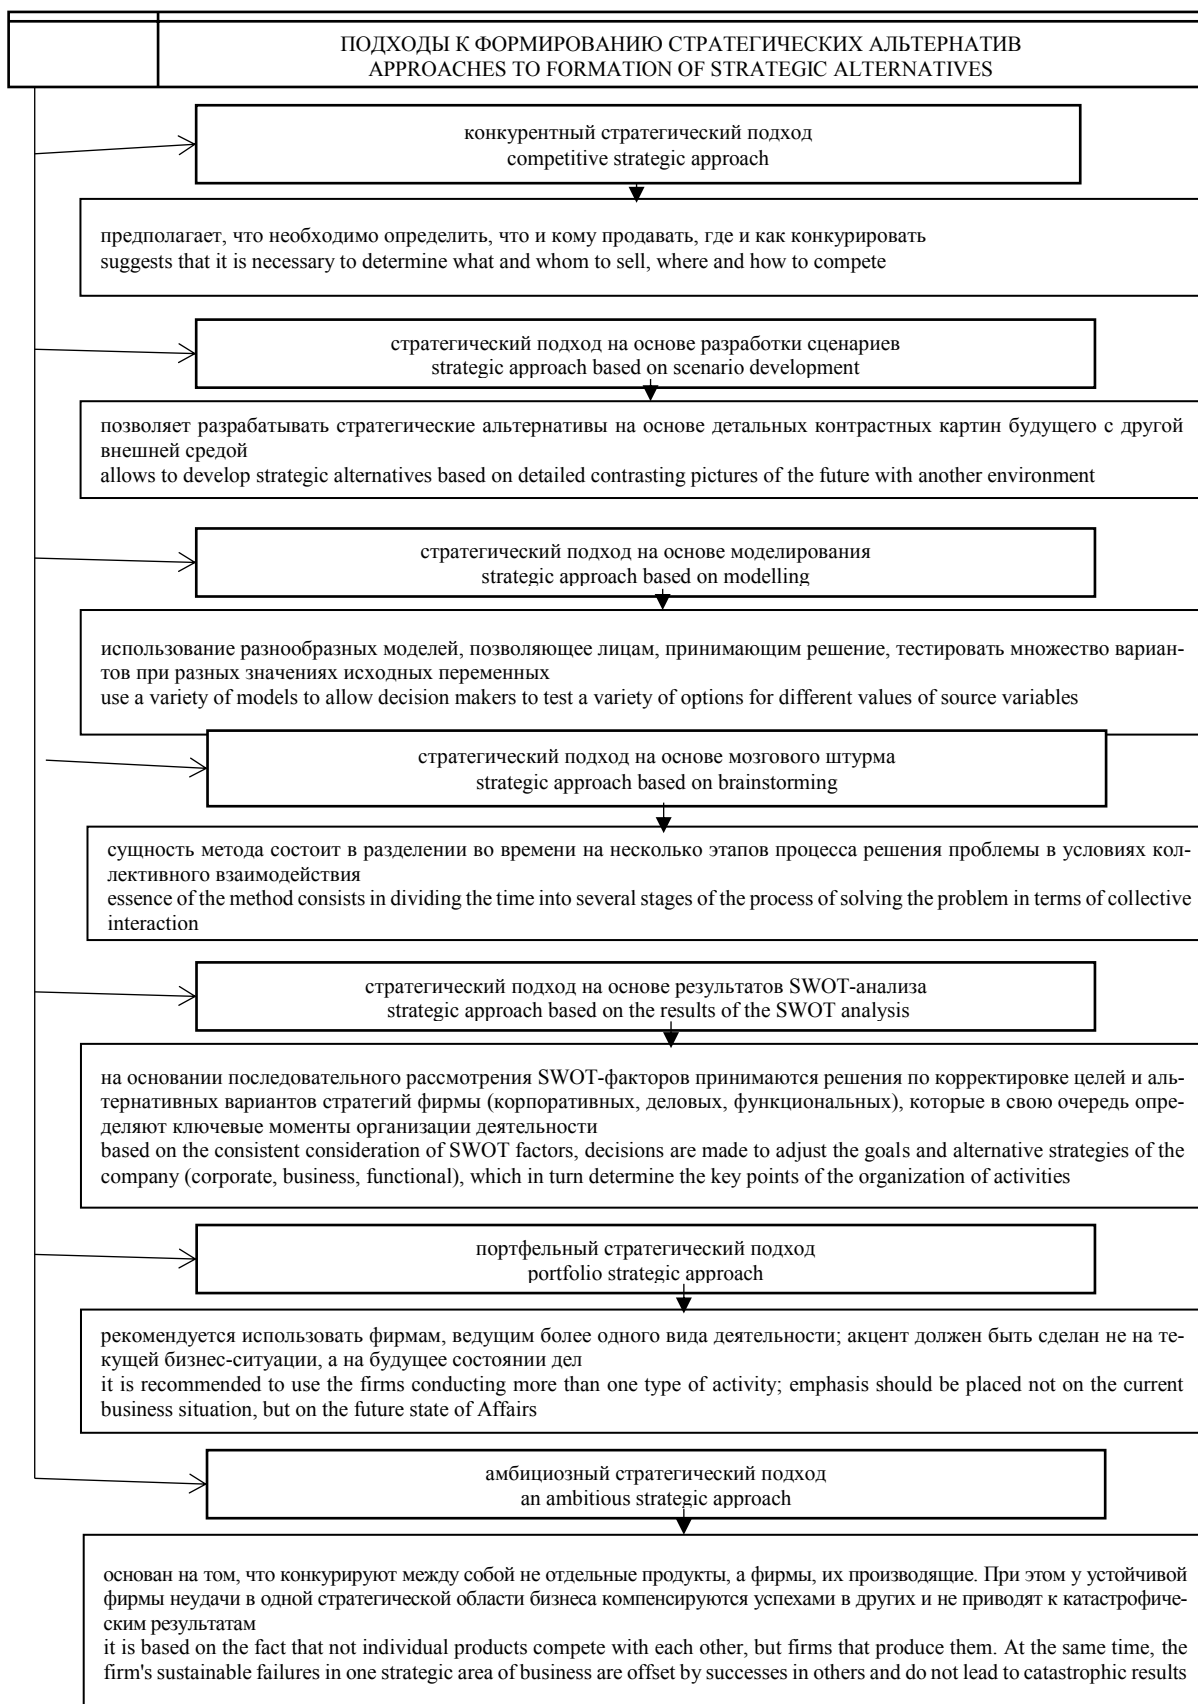 ПОДХОДЫ К ФОРМИРОВАНИЮ СТРАТЕГИЧЕСКИХ АЛЬТЕРНАТИВ
APPROACHES TO FORMATION OF STRATEGIC ALTERNATIVES
конкурентный стратегический подход
competitive strategic approach
предполагает, что необходимо определить, что и кому продавать, где и как конкурировать
suggests that it is necessary to determine what and whom to sell, where and how to compete
стратегический подход на основе разработки сценариев
strategic approach based on scenario development
позволяет разрабатывать стратегические альтернативы на основе детальных контрастных картин будущего с другой
внешней средой
allows to develop strategic alternatives based on detailed contrasting pictures of the future with another environment
стратегический подход на основе моделирования
strategic approach based on modelling
использование разнообразных моделей, позволяющее лицам, принимающим решение, тестировать множество вариан-
тов при разных значениях исходных переменных
use a variety of models to allow decision makers to test a variety of options for different values of source variables
стратегический подход на основе мозгового штурма
strategic approach based on brainstorming
сущность метода состоит в разделении во времени на несколько этапов процесса решения проблемы в условиях кол-
лективного взаимодействия
essence of the method consists in dividing the time into several stages of the process of solving the problem in terms of collective
interaction
стратегический подход на основе результатов SWOT-анализа
strategic approach based on the results of the SWOT analysis
на основании последовательного рассмотрения SWOT-факторов принимаются решения по корректировке целей и аль-
тернативных вариантов стратегий фирмы (корпоративных, деловых, функциональных), которые в свою очередь опре-
деляют ключевые моменты организации деятельности
based on the consistent consideration of SWOT factors, decisions are made to adjust the goals and alternative strategies of the
company (corporate, business, functional), which in turn determine the key points of the organization of activities
портфельный стратегический подход
portfolio strategic approach
рекомендуется использовать фирмам, ведущим более одного вида деятельности; акцент должен быть сделан не на те-
кущей бизнес-ситуации, а на будущее состоянии дел
it is recommended to use the firms conducting more than one type of activity; emphasis should be placed not on the current
business situation, but on the future state of Affairs
амбициозный стратегический подход
an ambitious strategic approach
основан на том, что конкурируют между собой не отдельные продукты, а фирмы, их производящие. При этом у устойчивой
фирмы неудачи в одной стратегической области бизнеса компенсируются успехами в других и не приводят к катастрофиче-
ским результатам
it is based on the fact that not individual products compete with each other, but firms that produce them. At the same time, the
firm's sustainable failures in one strategic area of business are offset by successes in others and do not lead to catastrophic results